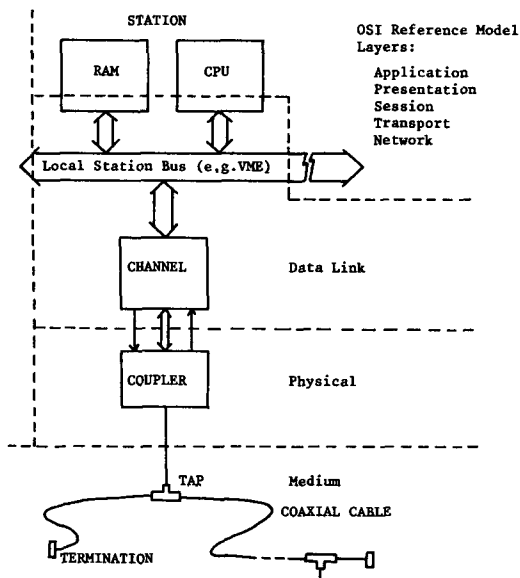 STATION
OSI Reference Model
Layers:
RAM
CPU
Application
Presentation
Session
Transport
Network
Local Station Bus (e.g.VME)
CHANNEL
Data Link
COUPLER
Physical
TAP
Medium
COAXIAL CABLE
TERMINATION